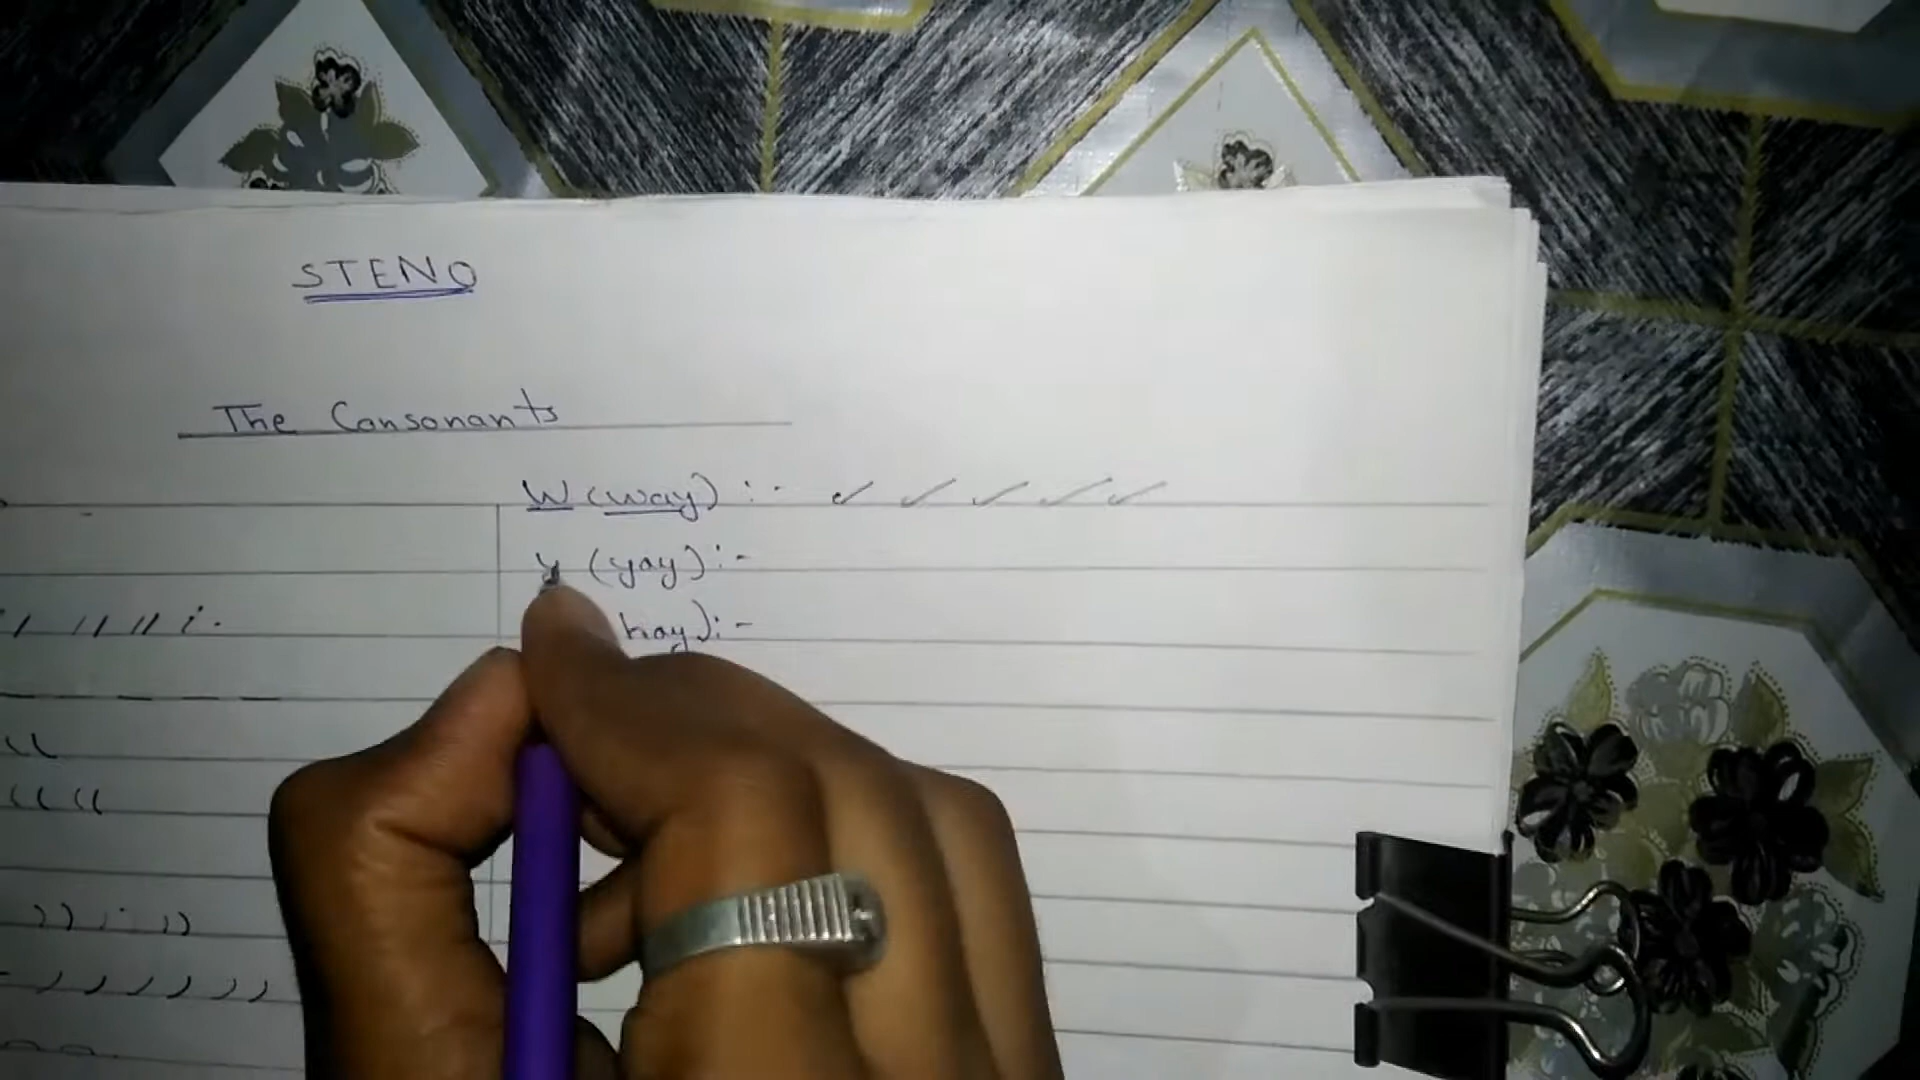 STENO
The Consonants
W (way) :-
y (yay) :-
hay) :-